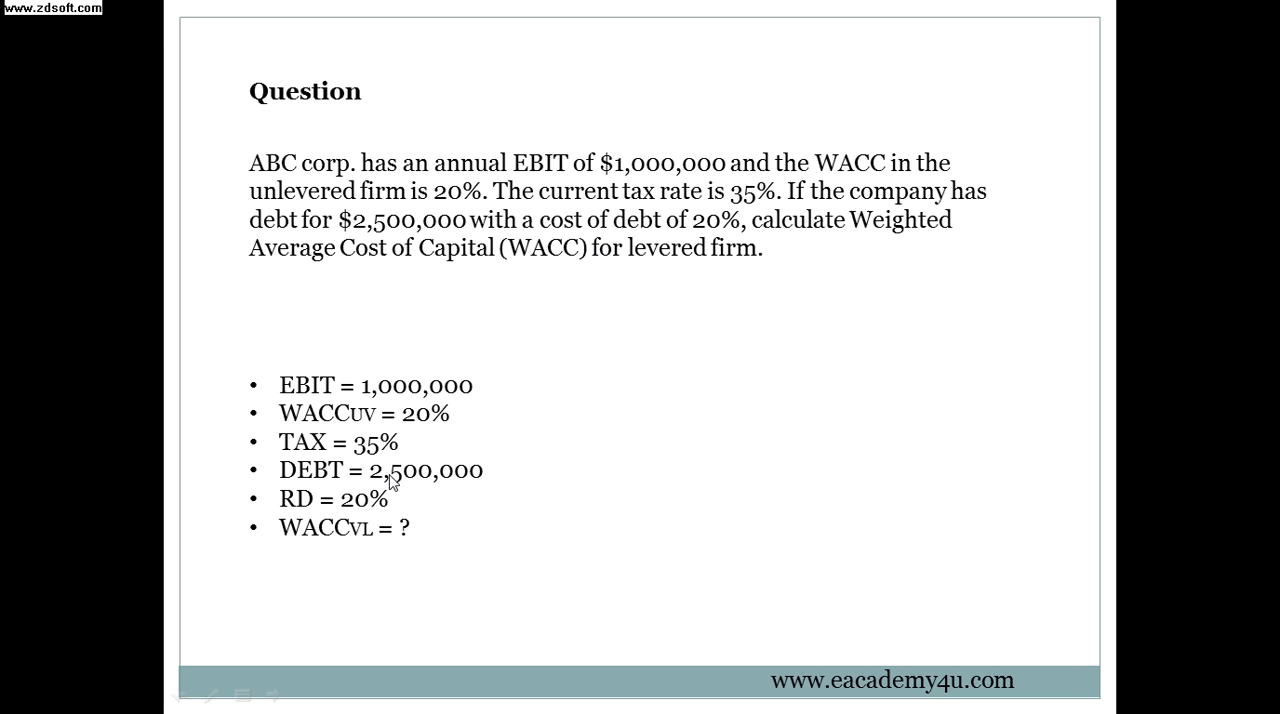 www.zdsoft.com
Question
ABC corp. has an annual EBIT of $1,000,000 and the WACC in the
unlevered firm is 20%. The current tax rate is 35%. If the company has
debt for $2,500,000 with a cost of debt of 20%, calculate Weighted
Average Cost of Capital (WACC) for levered firm.
• EBIT = 1,000,000
• WACCUV = 20%
• TAX = 35%
• DEBT = 2,500,000
• RD = 20%
• WACCVL = ?
www.eacademy4u.com